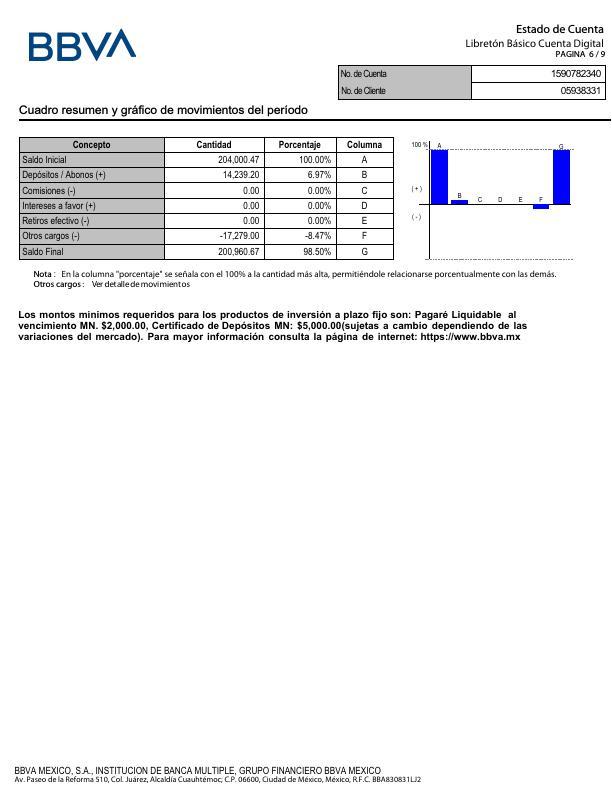 BBVA
Estado de Cuenta
Libretón Básico Cuenta Digital
PAGINA 6 / 9
No. de Cuenta 1590782340
No. de Cliente 05938331
Cuadro resumen y gráfico de movimientos del período
Concepto Cantidad Porcentaje Columna
Saldo Inicial 204,000.47 100.00% A
Depósitos / Abonos (+) 14,239.20 6.97% B
Comisiones (-) 0.00 0.00% C
Intereses a favor (+) 0.00 0.00% D
Retiros efectivo (-) 0.00 0.00% E
Otros cargos (-) -17,279.00 -8.47% F
Saldo Final 200,960.67 98.50% G
100 % A G
(+) B C D E F
(-)
Nota : En la columna "porcentaje" se señala con el 100% a la cantidad más alta, permitiéndole relacionarse porcentualmente con las demás.
Otros cargos : Ver detalle de movimientos
Los montos minimos requeridos para los productos de inversión a plazo fijo son: Pagaré Liquidable al
vencimiento MN. $2,000.00, Certificado de Depósitos MN: $5,000.00(sujetas a cambio dependiendo de las
variaciones del mercado). Para mayor información consulta la página de internet: https://www.bbva.mx
BBVA MEXICO, S.A., INSTITUCION DE BANCA MULTIPLE, GRUPO FINANCIERO BBVA MEXICO
Av. Paseo de la Reforma 510, Col. Juárez, Alcaldía Cuauhtémoc; C.P. 06600, Ciudad de México, México, R.F.C. BBA830831LJ2